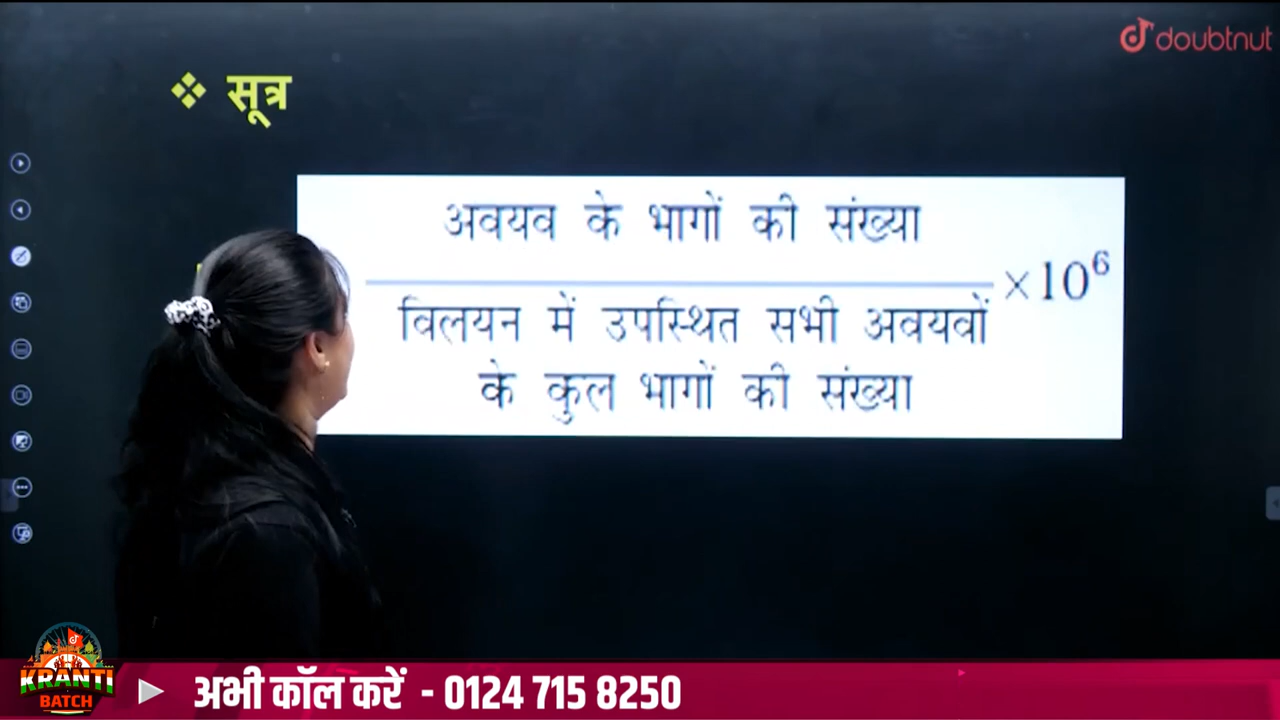 doubtnut
❖ सूत्र
अवयव के भागों की संख्या
×10⁶
विलयन में उपस्थित सभी अवयवों
के कुल भागों की संख्या
KRANTI
BATCH
अभी कॉल करें - 0124 715 8250